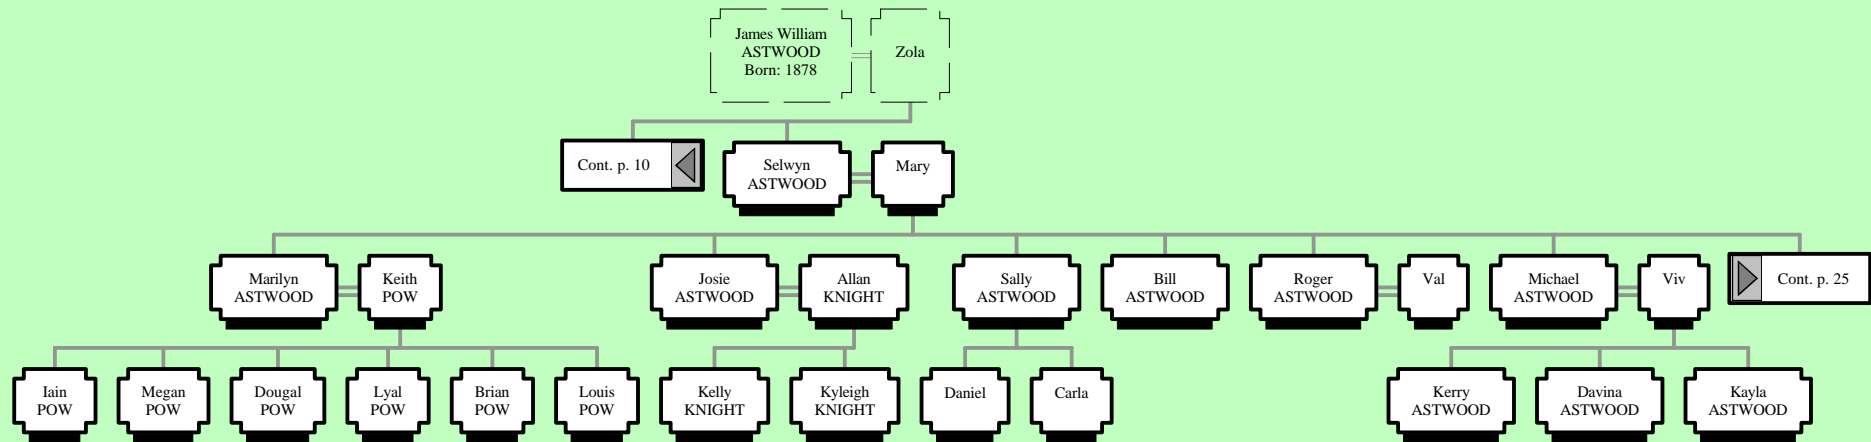 James William
ASTWOOD
Born: 1878
Zola
Cont. p. 10
Selwyn
ASTWOOD
Mary
Marilyn
ASTWOOD
Keith
POW
Josie
ASTWOOD
Allan
KNIGHT
Sally
ASTWOOD
Bill
ASTWOOD
Roger
ASTWOOD
Val
Michael
ASTWOOD
Viv
Cont. p. 25
Iain
POW
Megan
POW
Dougal
POW
Lyal
POW
Brian
POW
Louis
POW
Kelly
KNIGHT
Kyleigh
KNIGHT
Daniel
Carla
Kerry
ASTWOOD
Davina
ASTWOOD
Kayla
ASTWOOD